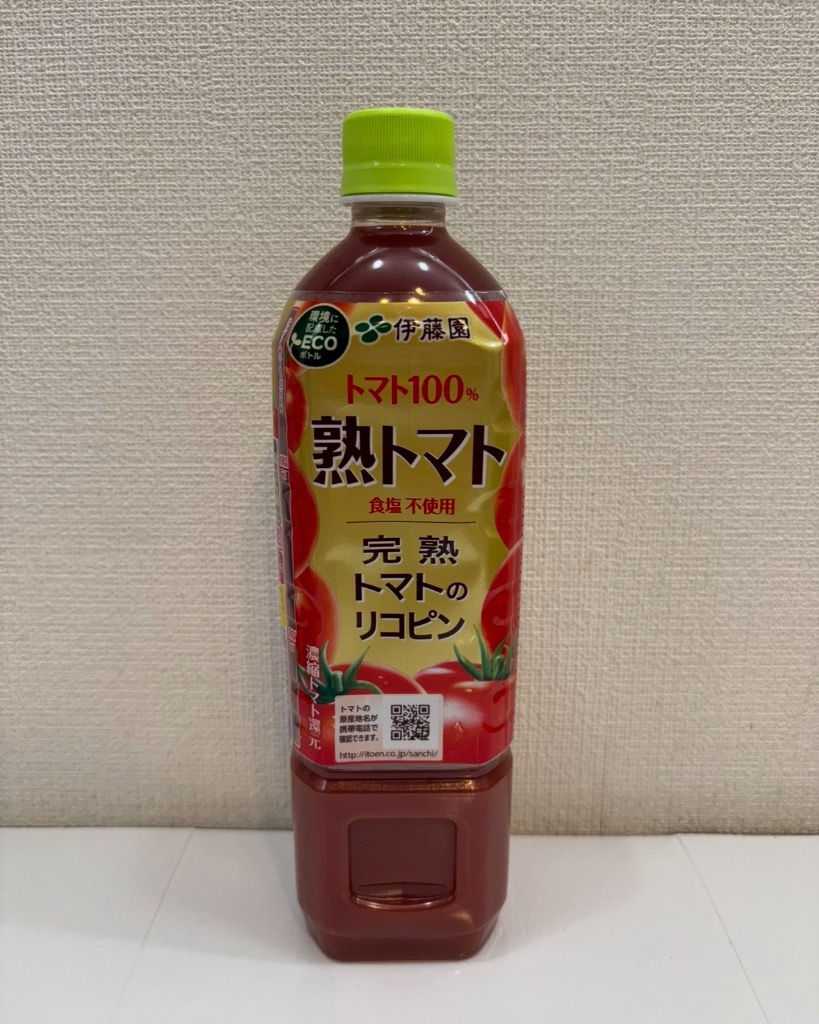 環境に
配慮した
ECO
ボトル
伊藤園
トマト100%
熟トマト
食塩不使用
完熟
トマトの
リコピン
濃縮トマト還元
トマトの
原産地名が
携帯電話で
確認できます。
http://itoen.co.jp/sanchi/